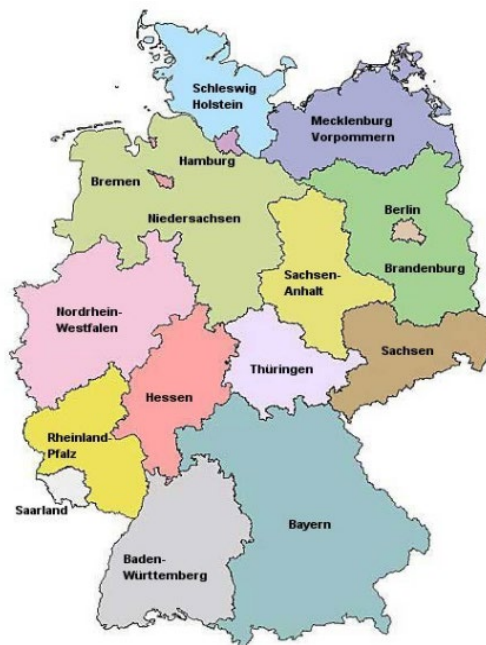 Schleswig
Holstein
Mecklenburg
Vorpommern
Hamburg
Bremen
Niedersachsen
Berlin
Brandenburg
Sachsen-
Anhalt
Nordrhein-
Westfalen
Sachsen
Thüringen
Hessen
Rheinland-
Pfalz
Saarland
Bayern
Baden-
Württemberg